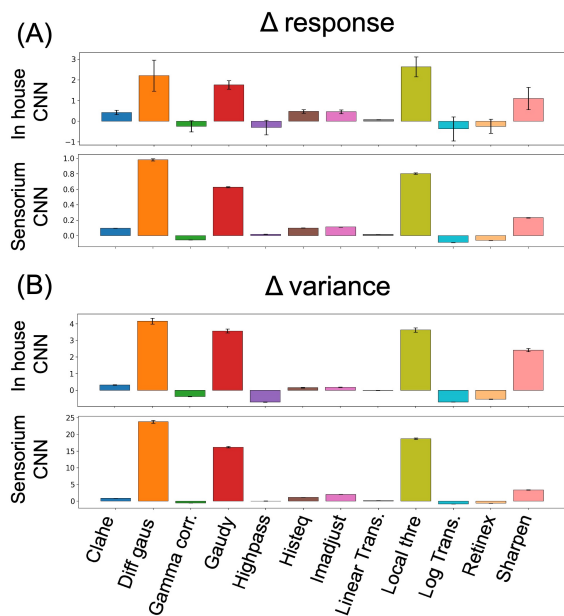 (A)
Δ response
In house
CNN
3
2
1
0
−1
Sensorium
CNN
1.0
0.8
0.6
0.4
0.2
0.0
(B)
Δ variance
In house
CNN
4
3
2
1
0
Sensorium
CNN
25
20
15
10
5
0
Clahe
Diff gaus
Gamma corr.
Gaudy
Highpass
Histeq
Imadjust
Linear Trans.
Local thre
Log Trans.
Retinex
Sharpen